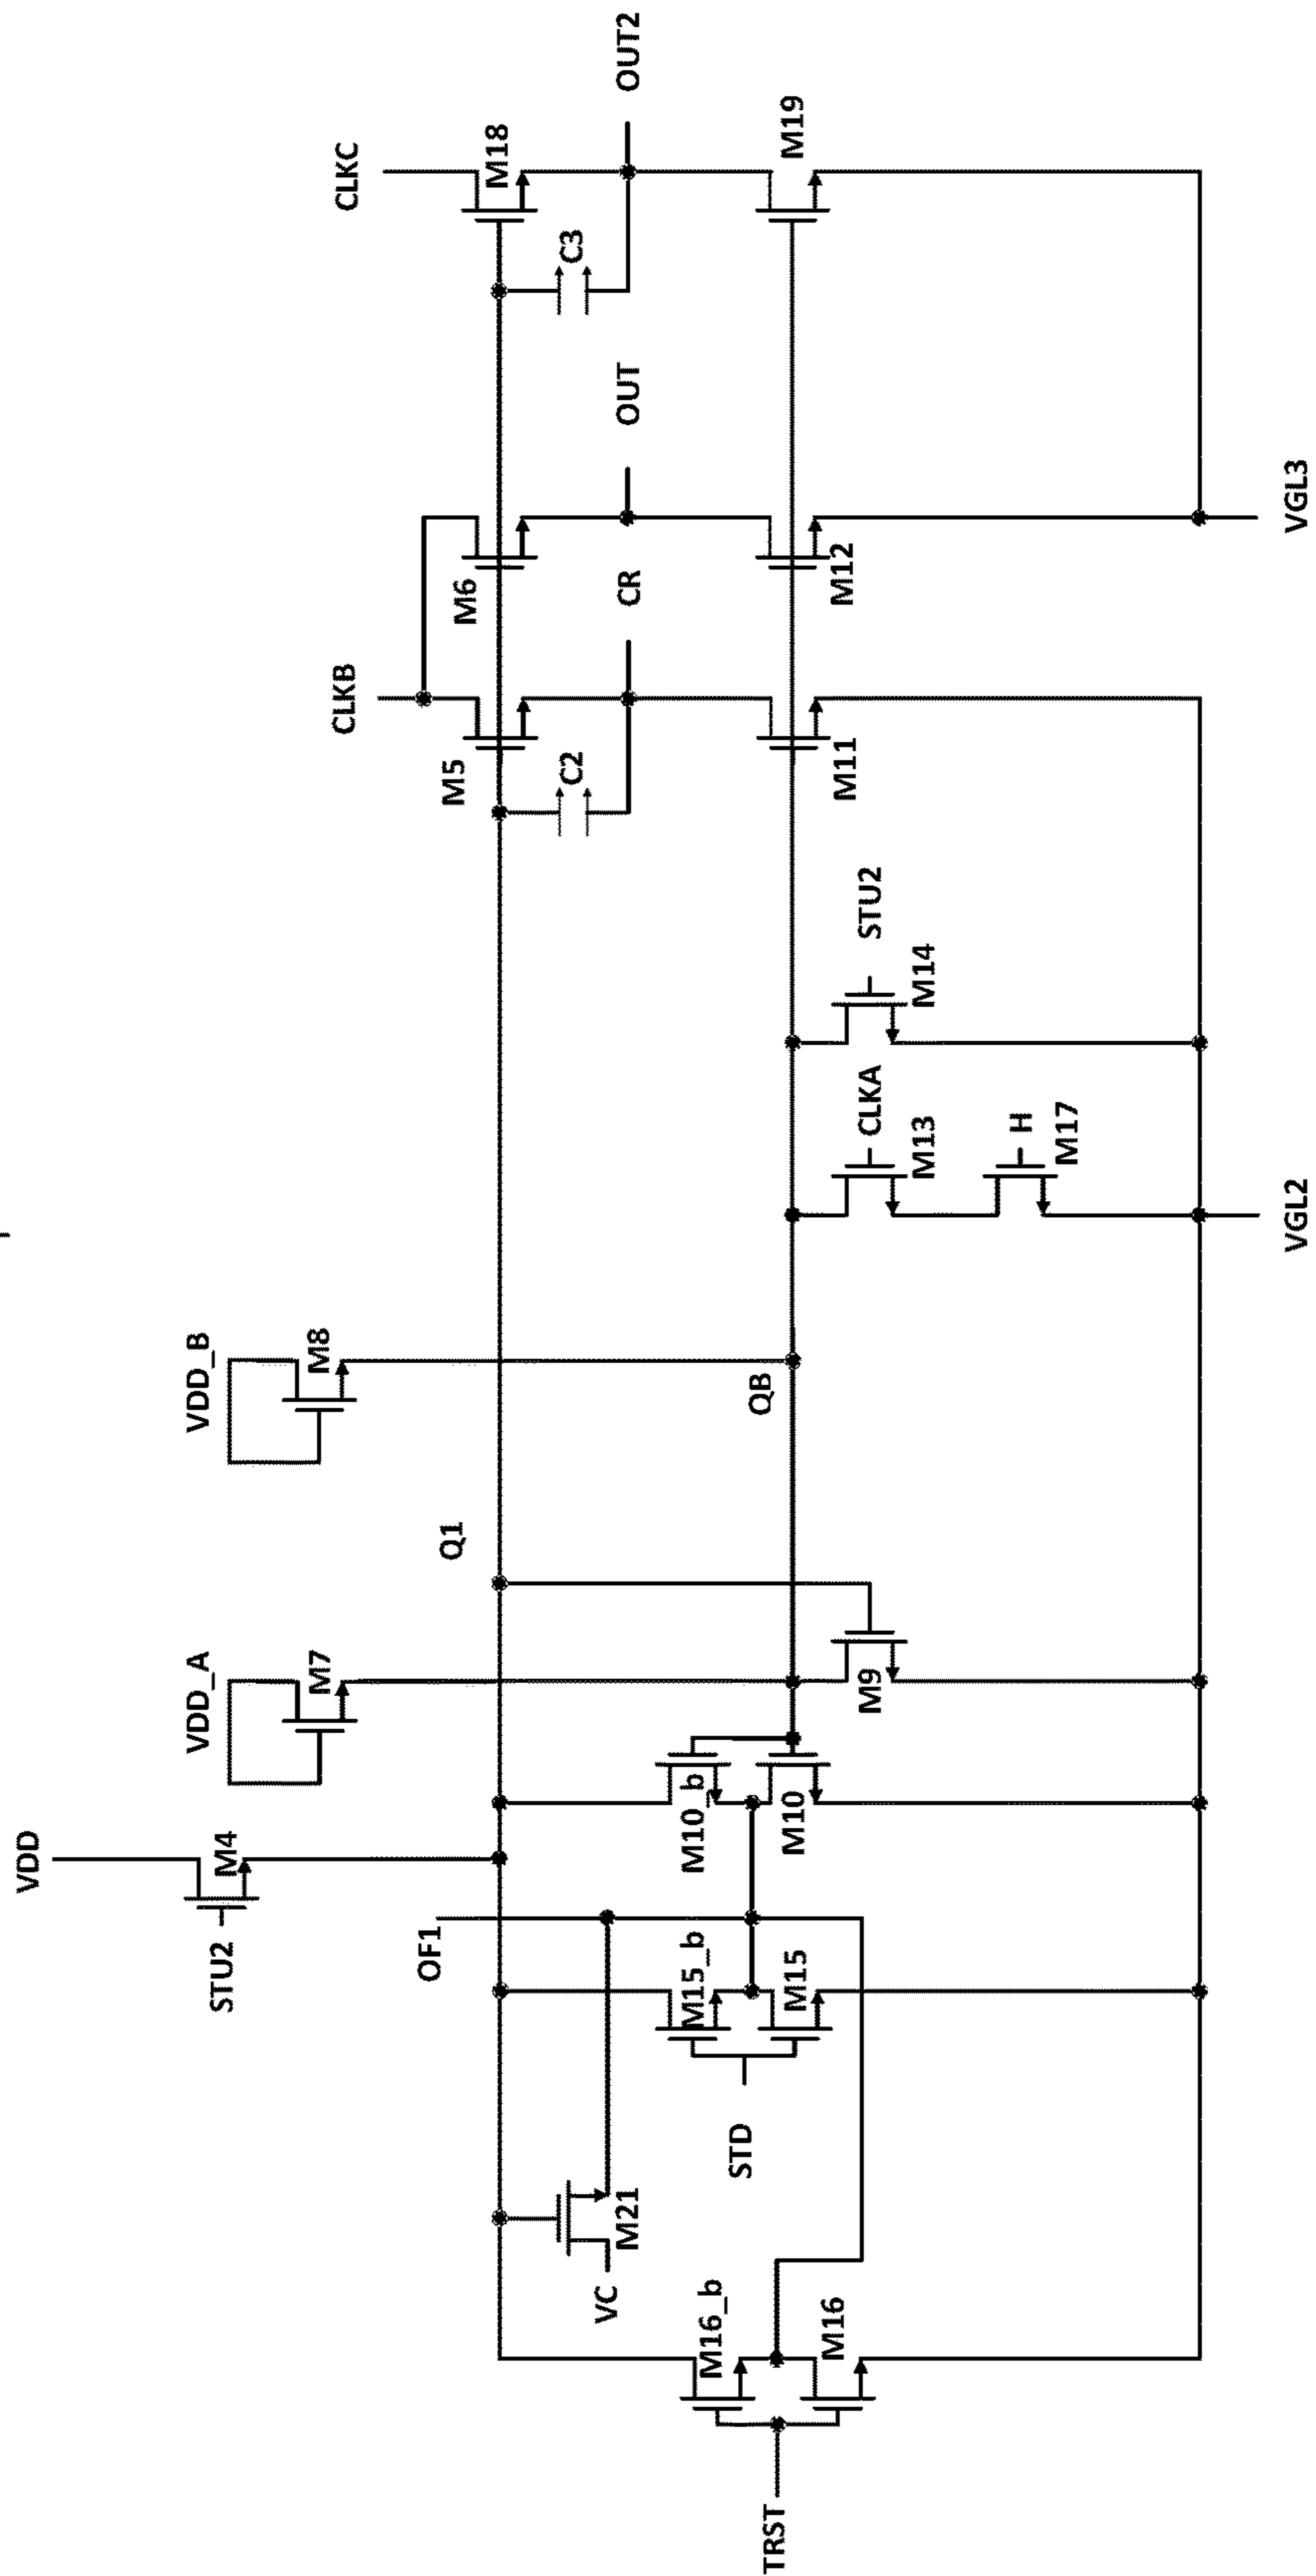 VDD
VDD_A
VDD_B
CLKB
CLKC
STU2
M4
M7
M8
OF1
Q1
M5
M6
M18
VC
M21
C2
C3
CR
OUT
OUT2
TRST
M16_b
M16
STD
M15_b
M15
M10_b
M10
M9
QB
CLKA
M13
H
M17
STU2
M14
M11
M12
M19
VGL2
VGL3